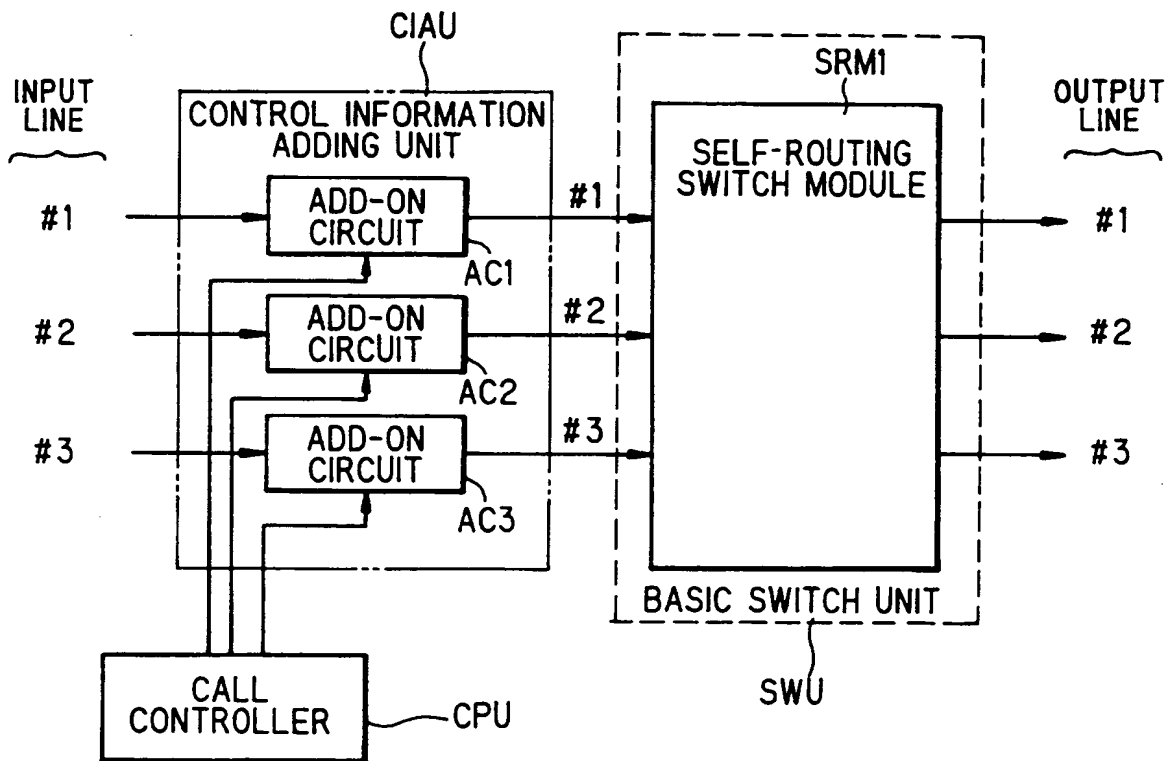 CIAU
SRM1
INPUT
LINE
CONTROL INFORMATION
ADDING UNIT
SELF-ROUTING
SWITCH MODULE
OUTPUT
LINE
#1
ADD-ON
CIRCUIT
AC1
#1
#1
#2
ADD-ON
CIRCUIT
AC2
#2
#2
#3
ADD-ON
CIRCUIT
AC3
#3
#3
BASIC SWITCH UNIT
SWU
CALL
CONTROLLER
CPU